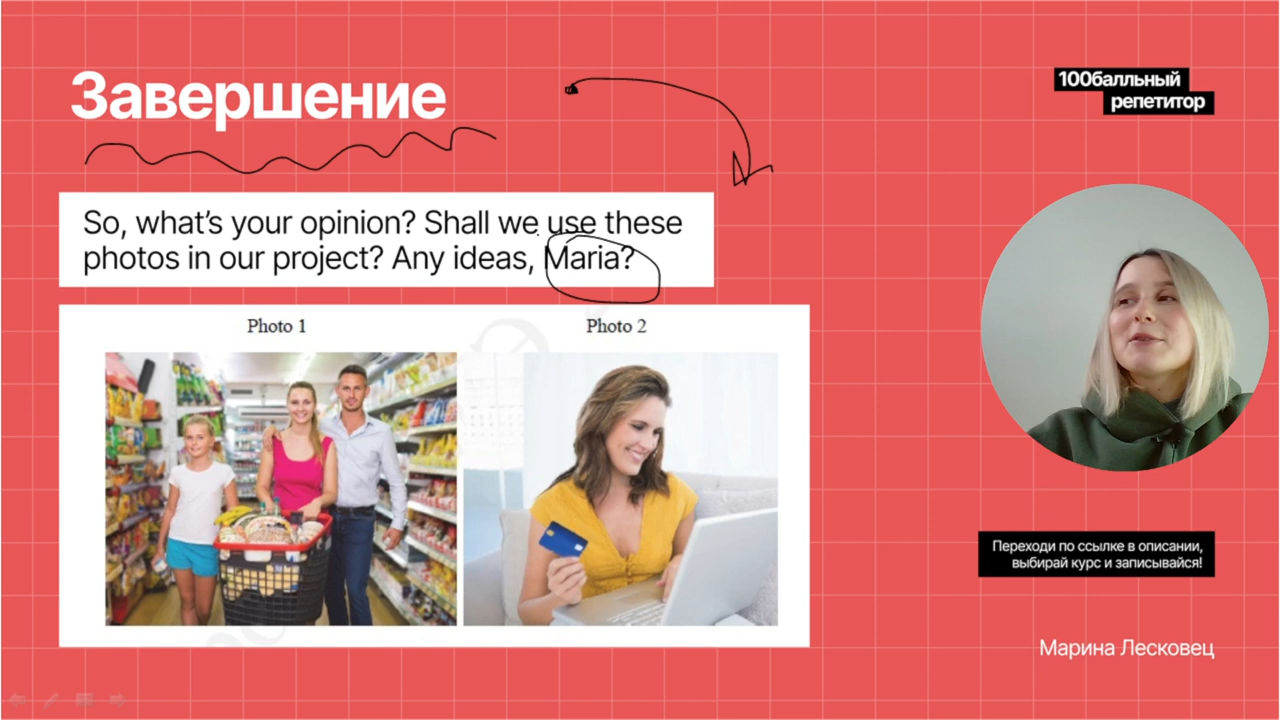 Завершение
100балльный
репетитор
So, what's your opinion? Shall we use these
photos in our project? Any ideas, Maria?
Photo 1
Photo 2
Переходи по ссылке в описании,
выбирай курс и записывайся!
Марина Лесковец